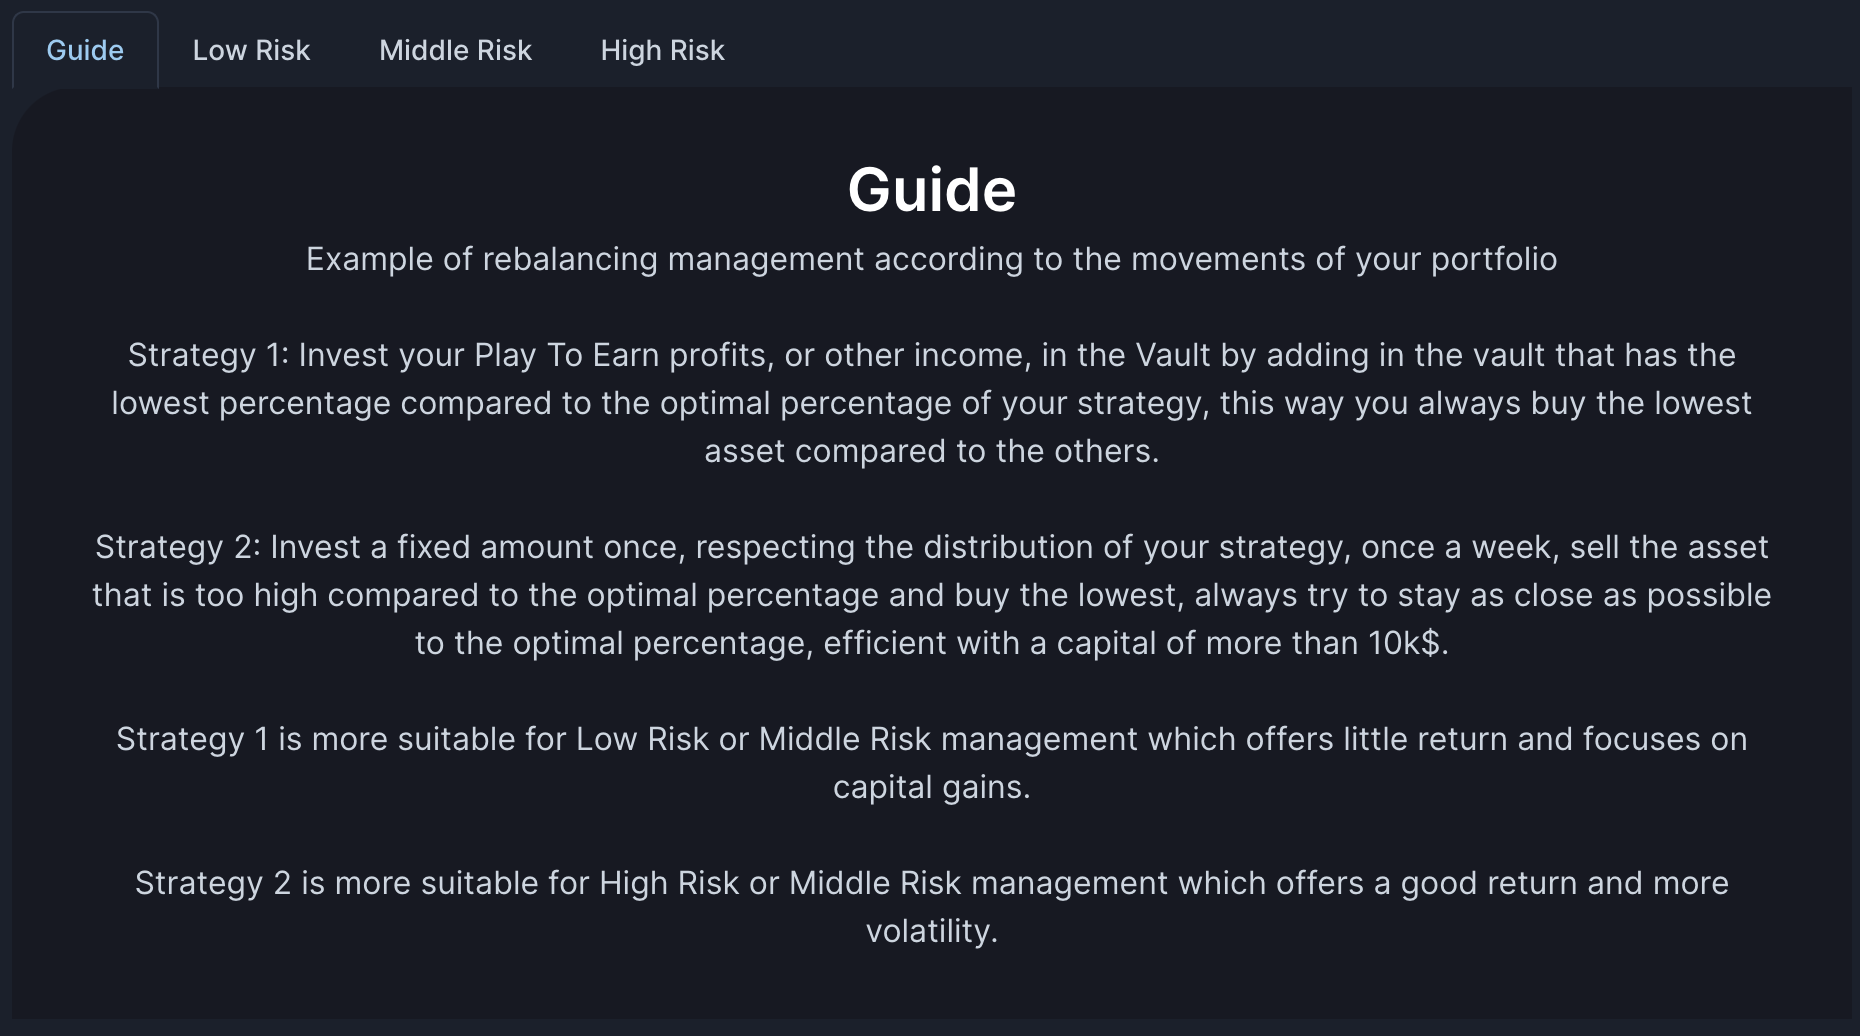 Guide
Low Risk
Middle Risk
High Risk
Guide
Example of rebalancing management according to the movements of your portfolio
Strategy 1: Invest your Play To Earn profits, or other income, in the Vault by adding in the vault that has the
lowest percentage compared to the optimal percentage of your strategy, this way you always buy the lowest
asset compared to the others.
Strategy 2: Invest a fixed amount once, respecting the distribution of your strategy, once a week, sell the asset
that is too high compared to the optimal percentage and buy the lowest, always try to stay as close as possible
to the optimal percentage, efficient with a capital of more than 10k$.
Strategy 1 is more suitable for Low Risk or Middle Risk management which offers little return and focuses on
capital gains.
Strategy 2 is more suitable for High Risk or Middle Risk management which offers a good return and more
volatility.